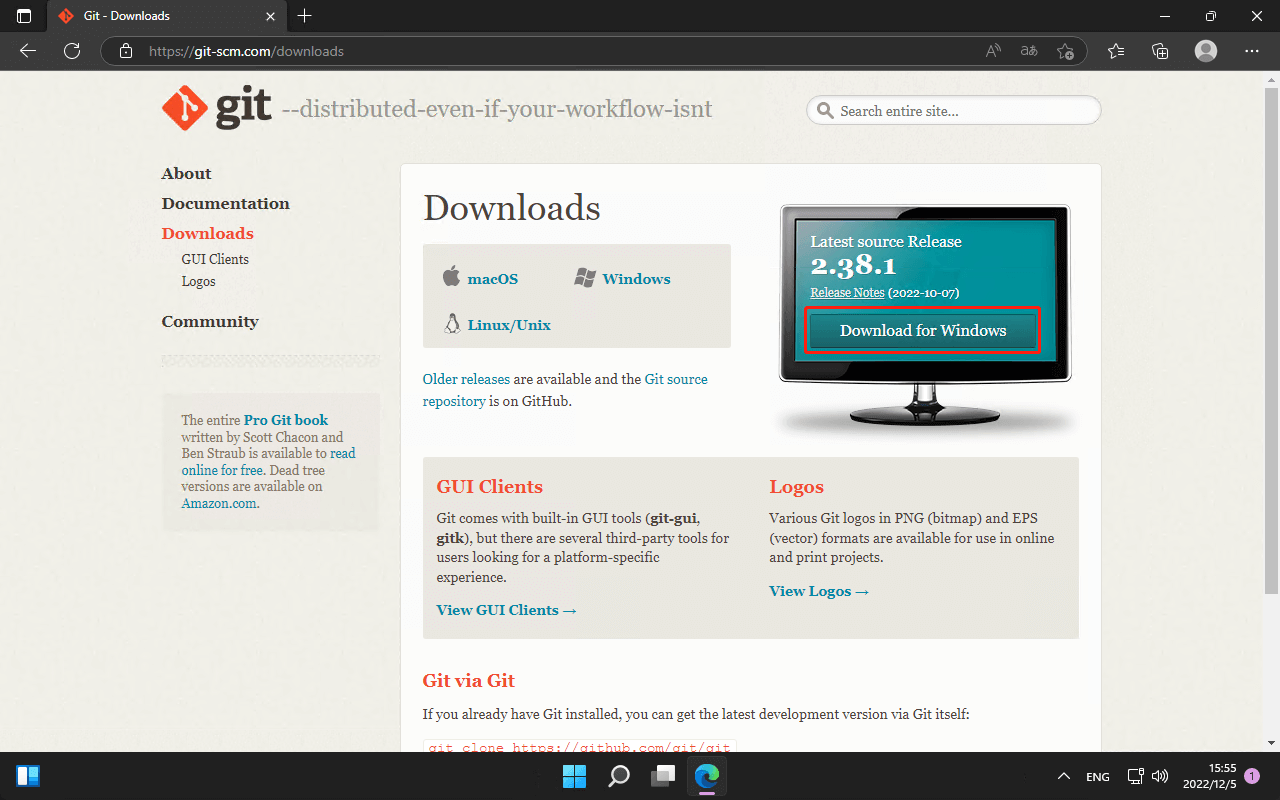 Git - Downloads
https://git-scm.com/downloads
git --distributed-even-if-your-workflow-isnt
Search entire site...
About
Documentation
Downloads
GUI Clients
Logos
Community
The entire Pro Git book
written by Scott Chacon and
Ben Straub is available to read
online for free. Dead tree
versions are available on
Amazon.com.
Downloads
macOS
Windows
Linux/Unix
Older releases are available and the Git source
repository is on GitHub.
Latest source Release
2.38.1
Release Notes (2022-10-07)
Download for Windows
GUI Clients
Git comes with built-in GUI tools (git-gui,
gitk), but there are several third-party tools for
users looking for a platform-specific
experience.
View GUI Clients →
Logos
Various Git logos in PNG (bitmap) and EPS
(vector) formats are available for use in online
and print projects.
View Logos →
Git via Git
If you already have Git installed, you can get the latest development version via Git itself:
git clone https://github.com/git/git
ENG
15:55
2022/12/5
1